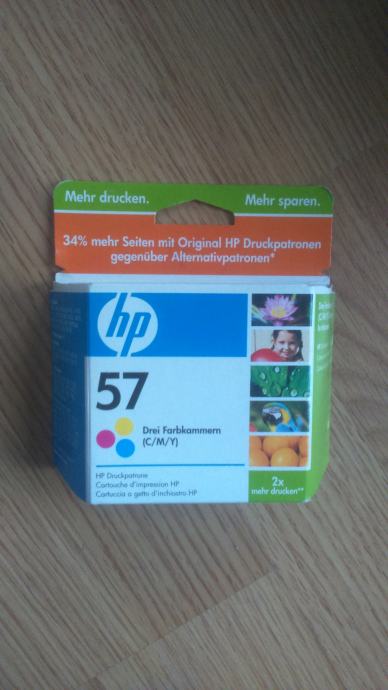 Mehr drucken.
Mehr sparen.
34% mehr Seiten mit Original HP Druckpatronen
gegenüber Alternativpatronen*
hp
57
Drei Farbkammern
(C/M/Y)
HP Druckpatrone
Cartouche d'impression HP
Cartuccia a getto d'inchiostro HP
2x
mehr drucken**